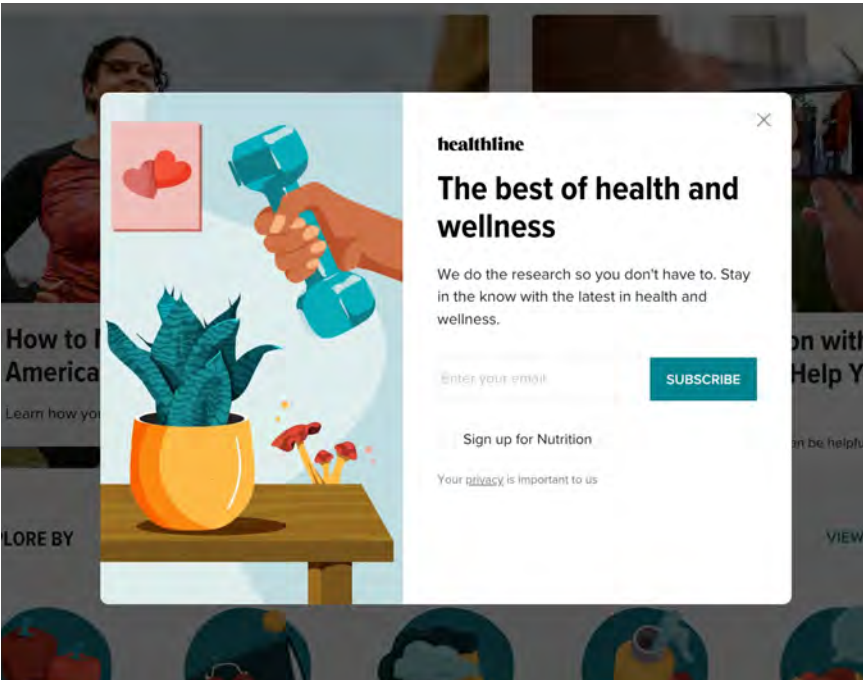 healthline
The best of health and
wellness
We do the research so you don't have to. Stay
in the know with the latest in health and
wellness.
Enter your email
SUBSCRIBE
Sign up for Nutrition
Your privacy is important to us
How to
America
Learn how
on with
Help
be helpfu
LORE BY
VIEW